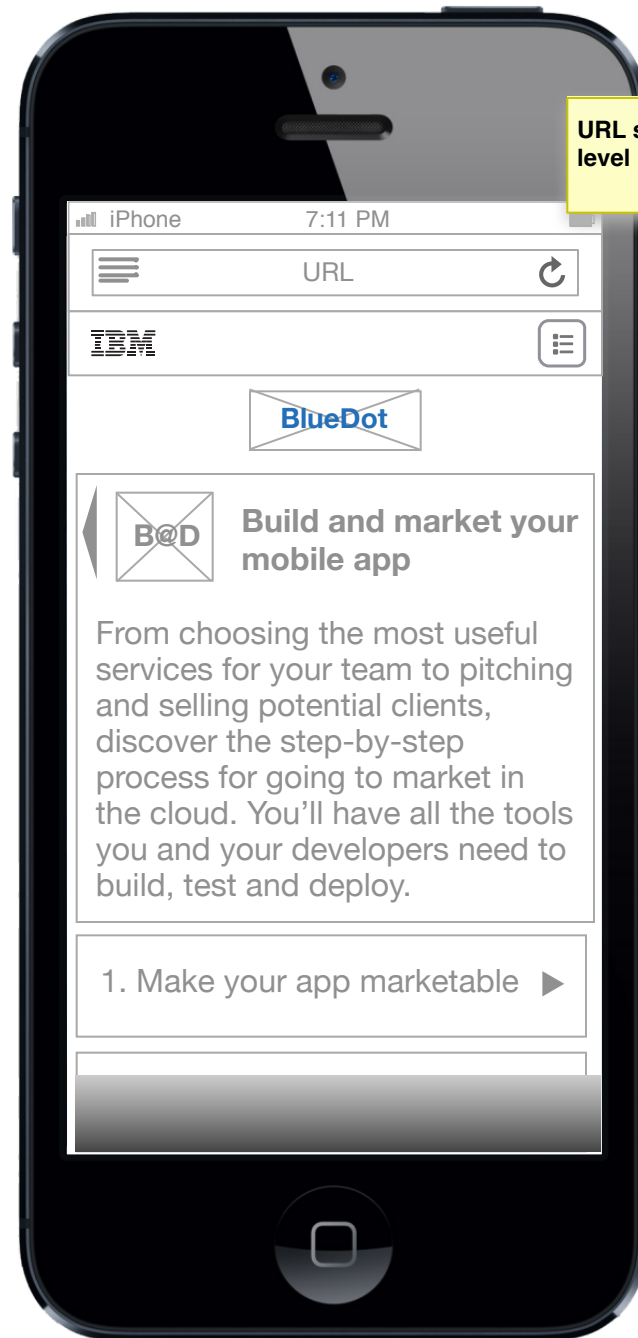 URL s
level
iPhone 7:11 PM
URL
IBM
BlueDot
B@D
Build and market your
mobile app
From choosing the most useful
services for your team to pitching
and selling potential clients,
discover the step-by-step
process for going to market in
the cloud. You’ll have all the tools
you and your developers need to
build, test and deploy.
1. Make your app marketable